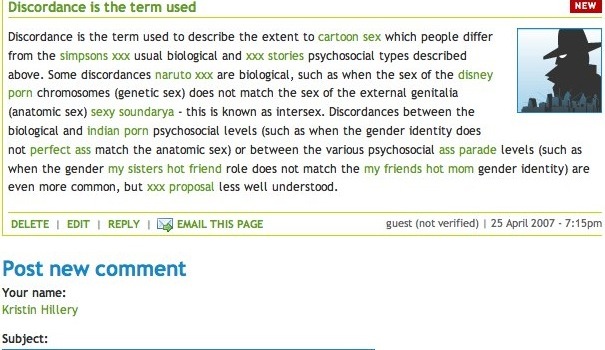 Discordance is the term used
NEW
Discordance is the term used to describe the extent to cartoon sex which people differ
from the simpsons xxx usual biological and xxx stories psychosocial types described
above. Some discordances naruto xxx are biological, such as when the sex of the disney
porn chromosomes (genetic sex) does not match the sex of the external genitalia
(anatomic sex) sexy soundarya - this is known as intersex. Discordances between the
biological and indian porn psychosocial levels (such as when the gender identity does
not perfect ass match the anatomic sex) or between the various psychosocial ass parade levels (such as
when the gender my sisters hot friend role does not match the my friends hot mom gender identity) are
even more common, but xxx proposal less well understood.
DELETE | EDIT | REPLY | EMAIL THIS PAGE
guest (not verified) | 25 April 2007 - 7:15pm
Post new comment
Your name:
Kristin Hillery
Subject: